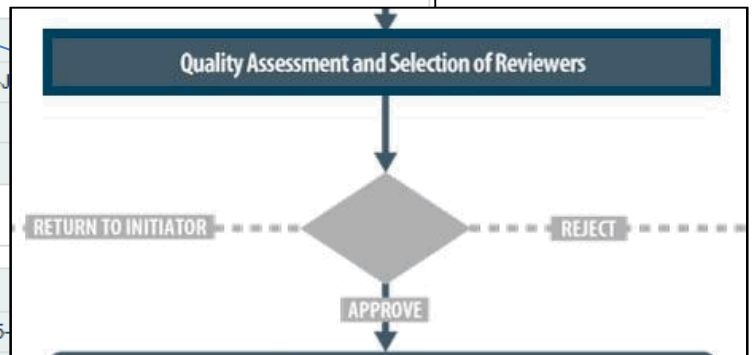 Quality Assessment and Selection of Reviewers
RETURN TO INITIATOR
REJECT
APPROVE